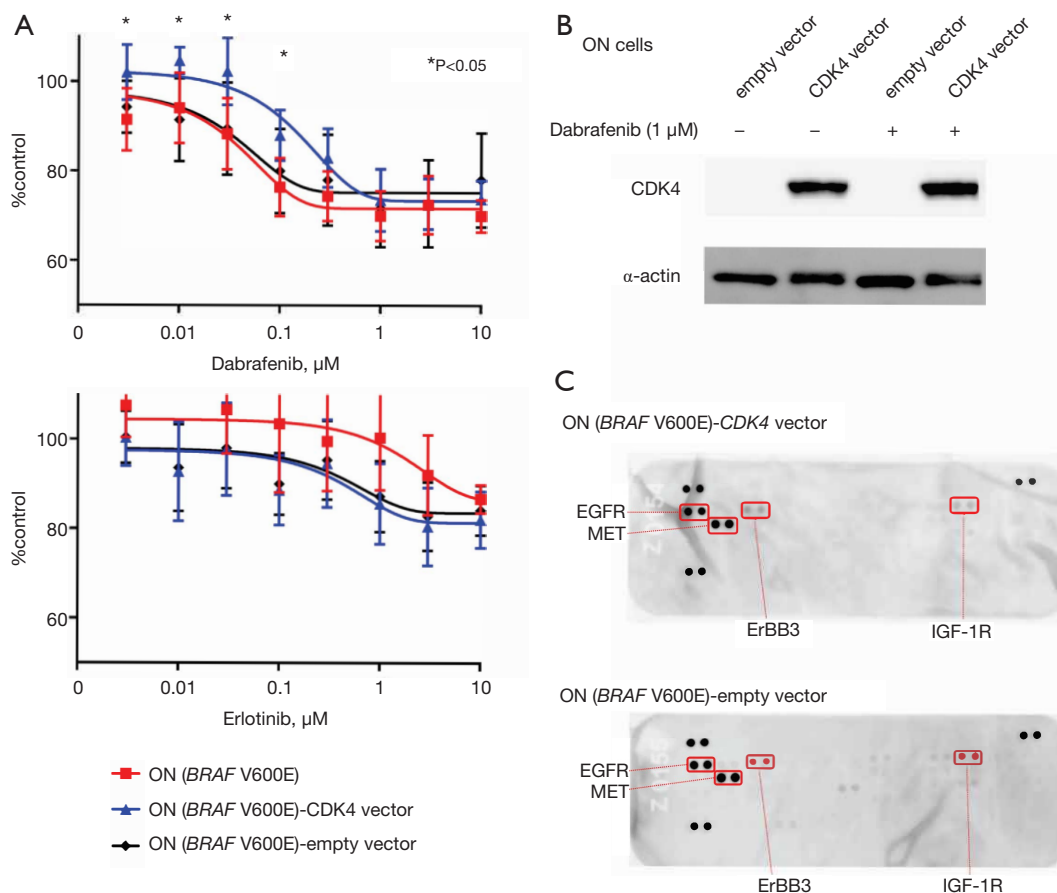 A
* * * *
*P<0.05
%control
100
80
60
0 0.01 0.1 1 10
Dabrafenib, µM
%control
100
80
60
0 0.01 0.1 1 10
Erlotinib, µM
ON (BRAF V600E)
ON (BRAF V600E)-CDK4 vector
ON (BRAF V600E)-empty vector
B
ON cells
empty vector
CDK4 vector
empty vector
CDK4 vector
Dabrafenib (1 µM) – – + +
CDK4
α-actin
C
ON (BRAF V600E)-CDK4 vector
EGFR
MET
ErBB3 IGF-1R
ON (BRAF V600E)-empty vector
EGFR
MET
ErBB3 IGF-1R